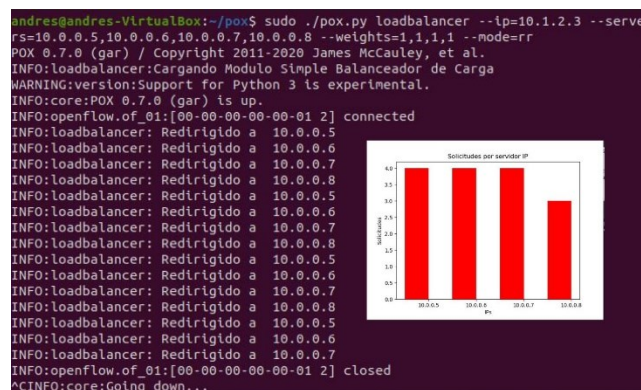 andres@andres-VirtualBox:~/pox$ sudo ./pox.py loadbalancer --ip=10.1.2.3 --serve
rs=10.0.0.5,10.0.0.6,10.0.0.7,10.0.0.8 --weights=1,1,1,1 --mode=rr
POX 0.7.0 (gar) / Copyright 2011-2020 James McCauley, et al.
INFO:loadbalancer:Cargando Modulo Simple Balanceador de Carga
WARNING:version:Support for Python 3 is experimental.
INFO:core:POX 0.7.0 (gar) is up.
INFO:openflow.of_01:[00-00-00-00-00-01 2] connected
INFO:loadbalancer: Redirigido a  10.0.0.5
INFO:loadbalancer: Redirigido a  10.0.0.6
INFO:loadbalancer: Redirigido a  10.0.0.7
INFO:loadbalancer: Redirigido a  10.0.0.8
INFO:loadbalancer: Redirigido a  10.0.0.5
INFO:loadbalancer: Redirigido a  10.0.0.6
INFO:loadbalancer: Redirigido a  10.0.0.7
INFO:loadbalancer: Redirigido a  10.0.0.8
INFO:loadbalancer: Redirigido a  10.0.0.5
INFO:loadbalancer: Redirigido a  10.0.0.6
INFO:loadbalancer: Redirigido a  10.0.0.7
INFO:loadbalancer: Redirigido a  10.0.0.8
INFO:loadbalancer: Redirigido a  10.0.0.5
INFO:loadbalancer: Redirigido a  10.0.0.6
INFO:loadbalancer: Redirigido a  10.0.0.7
INFO:openflow.of_01:[00-00-00-00-00-01 2] closed
^CINFO:core:Going down...
Solicitudes por servidor IP
Solicitudes
4.0
3.5
3.0
2.5
2.0
1.5
1.0
0.5
0.0
10.0.0.5 10.0.0.6 10.0.0.7 10.0.0.8
IPs